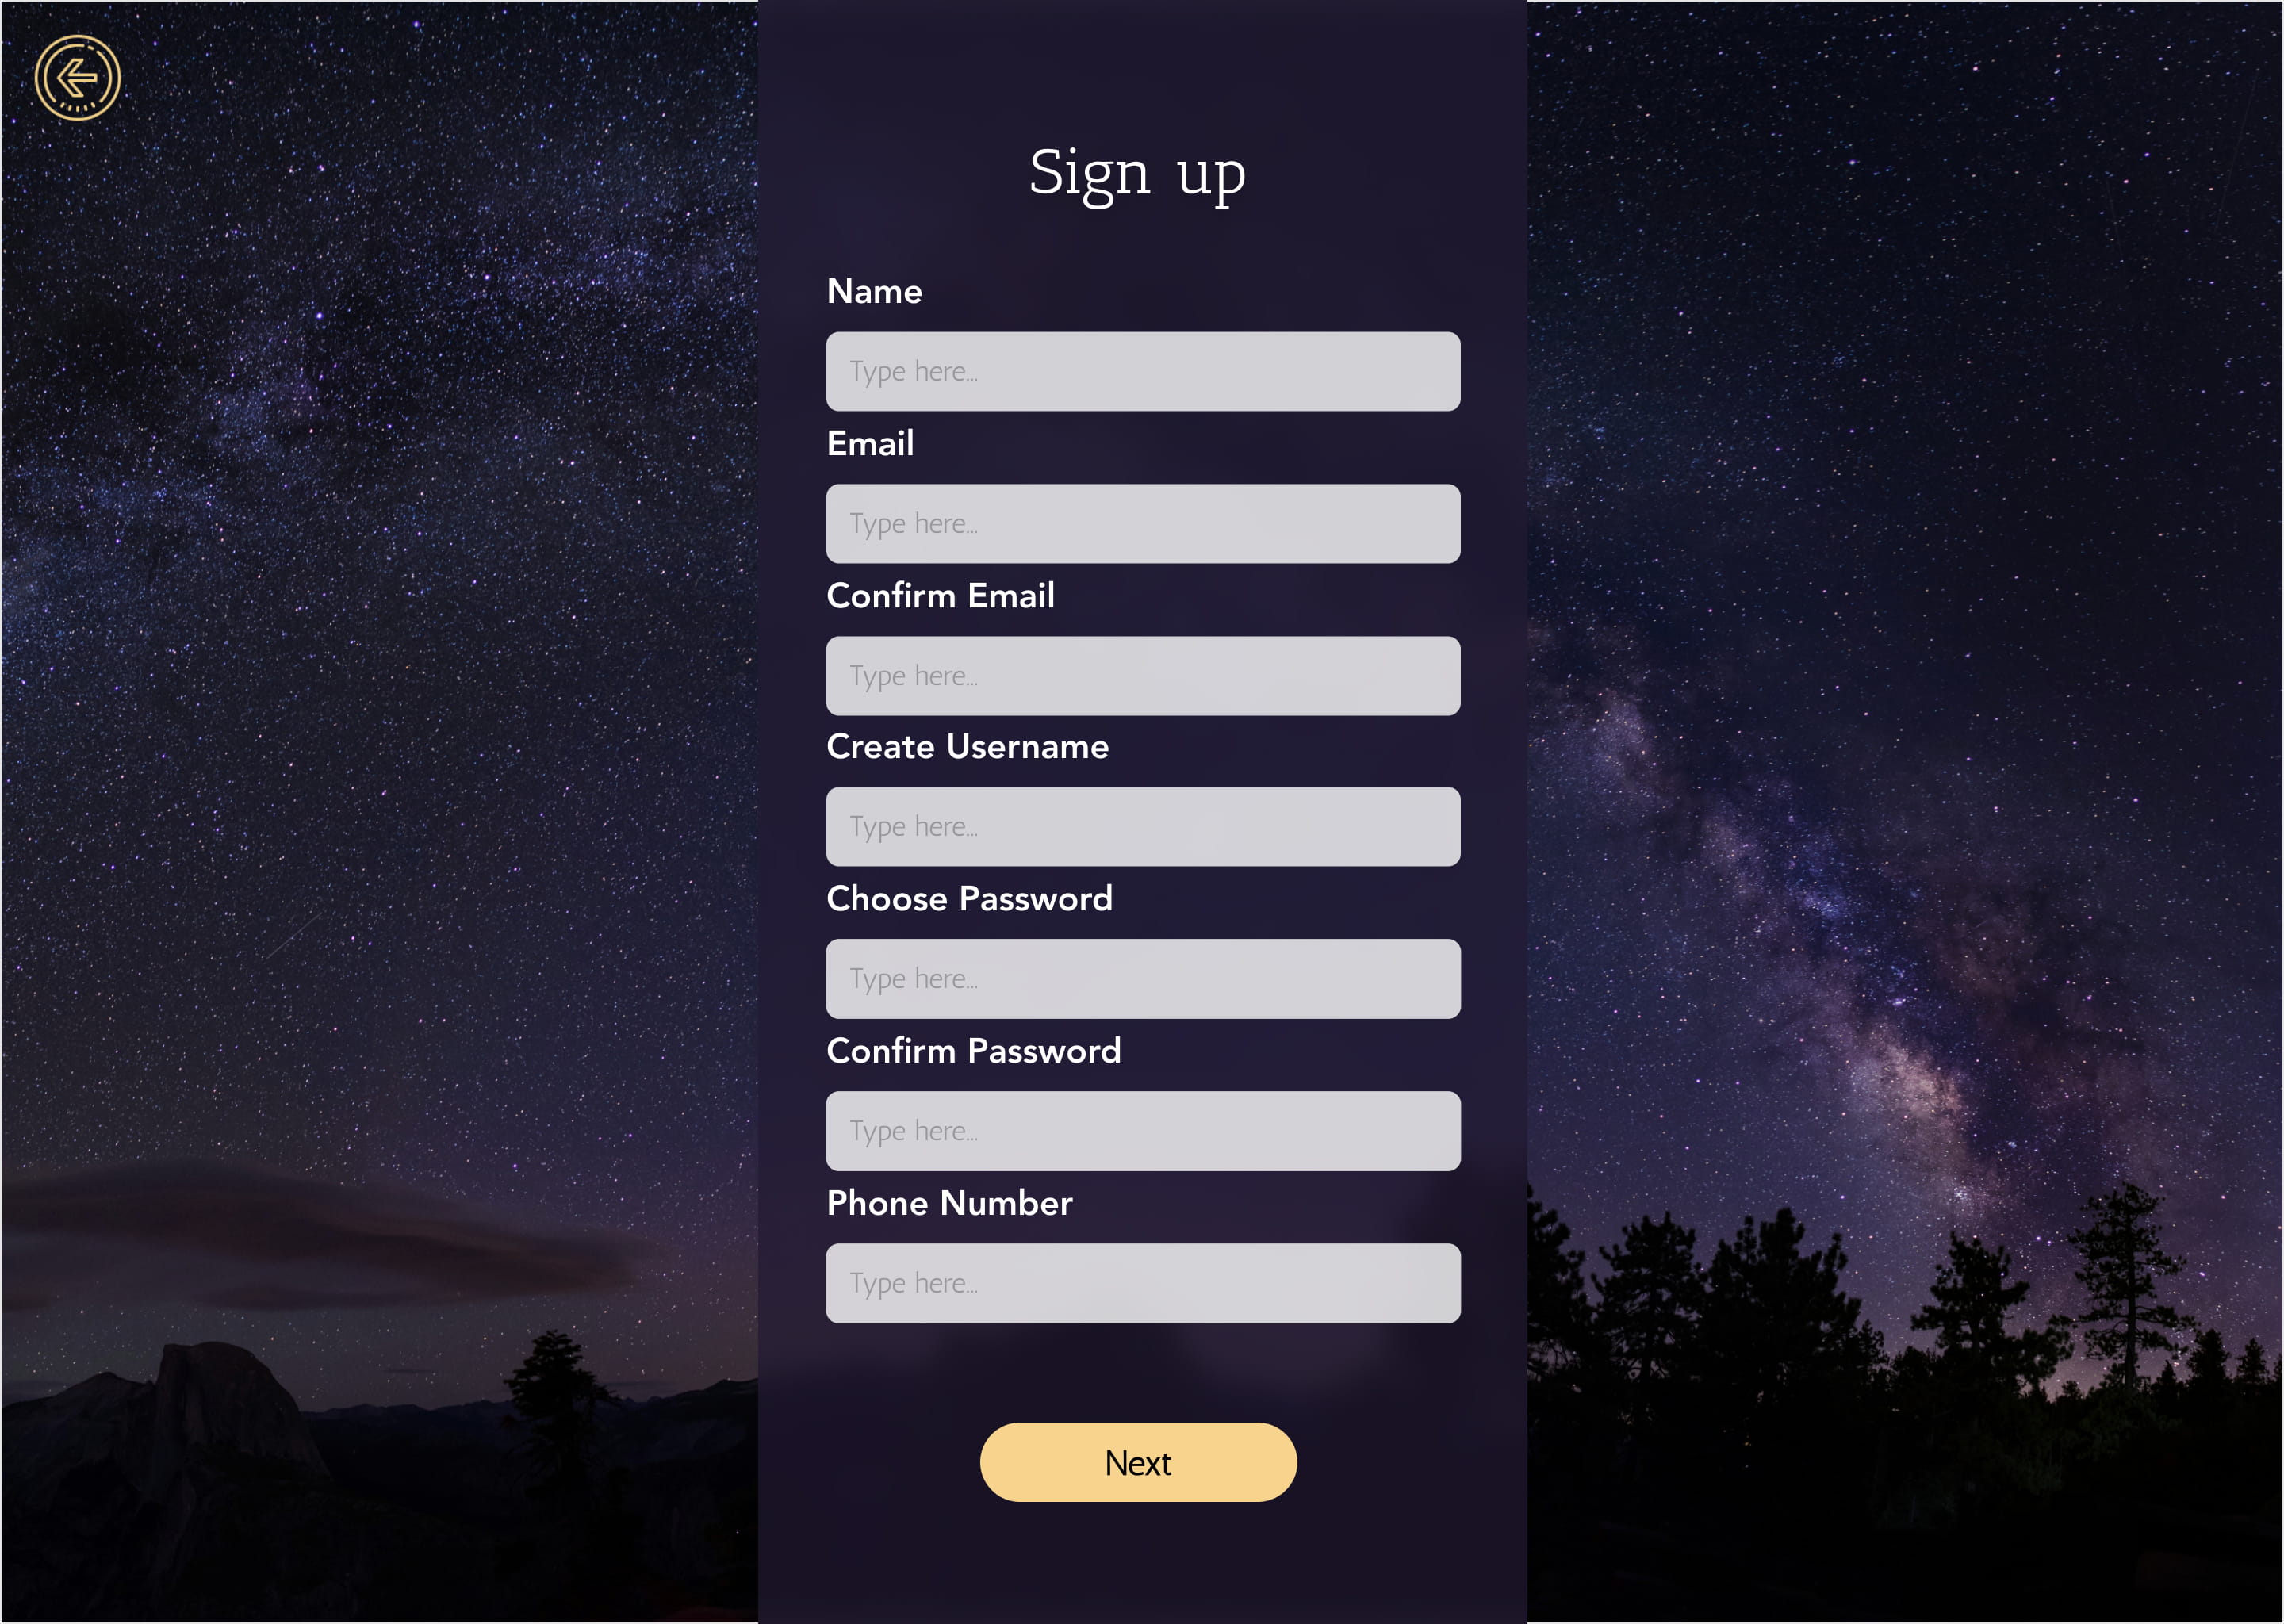 Sign up
Name
Type here...
Email
Type here...
Confirm Email
Type here...
Create Username
Type here...
Choose Password
Type here...
Confirm Password
Type here...
Phone Number
Type here...
Next